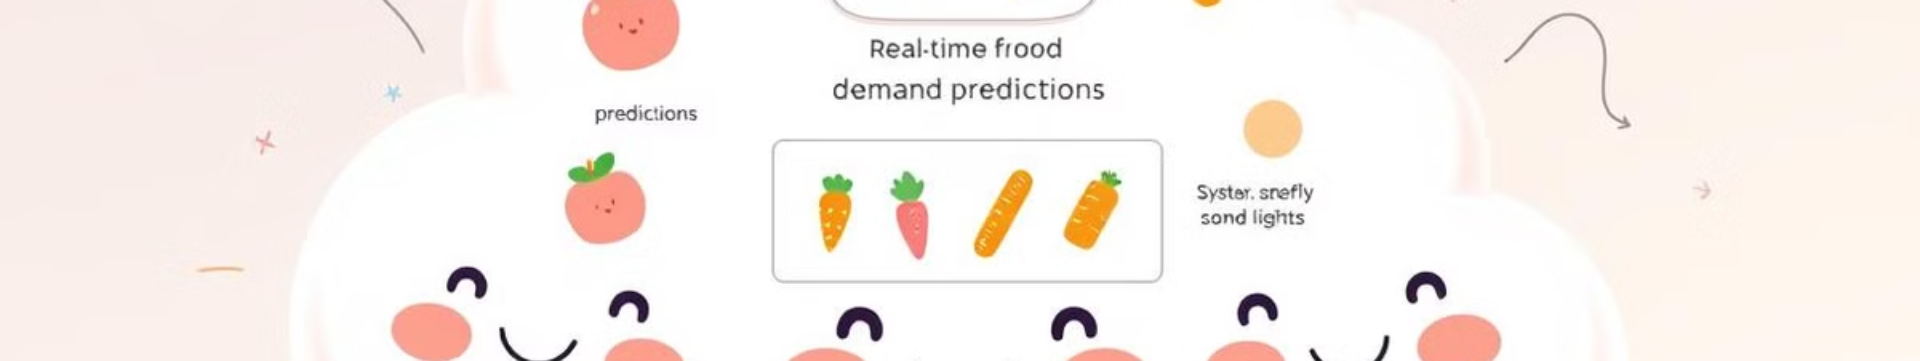 Real-time frood
demand predictions
predictions
Syster. snefly
sond lights